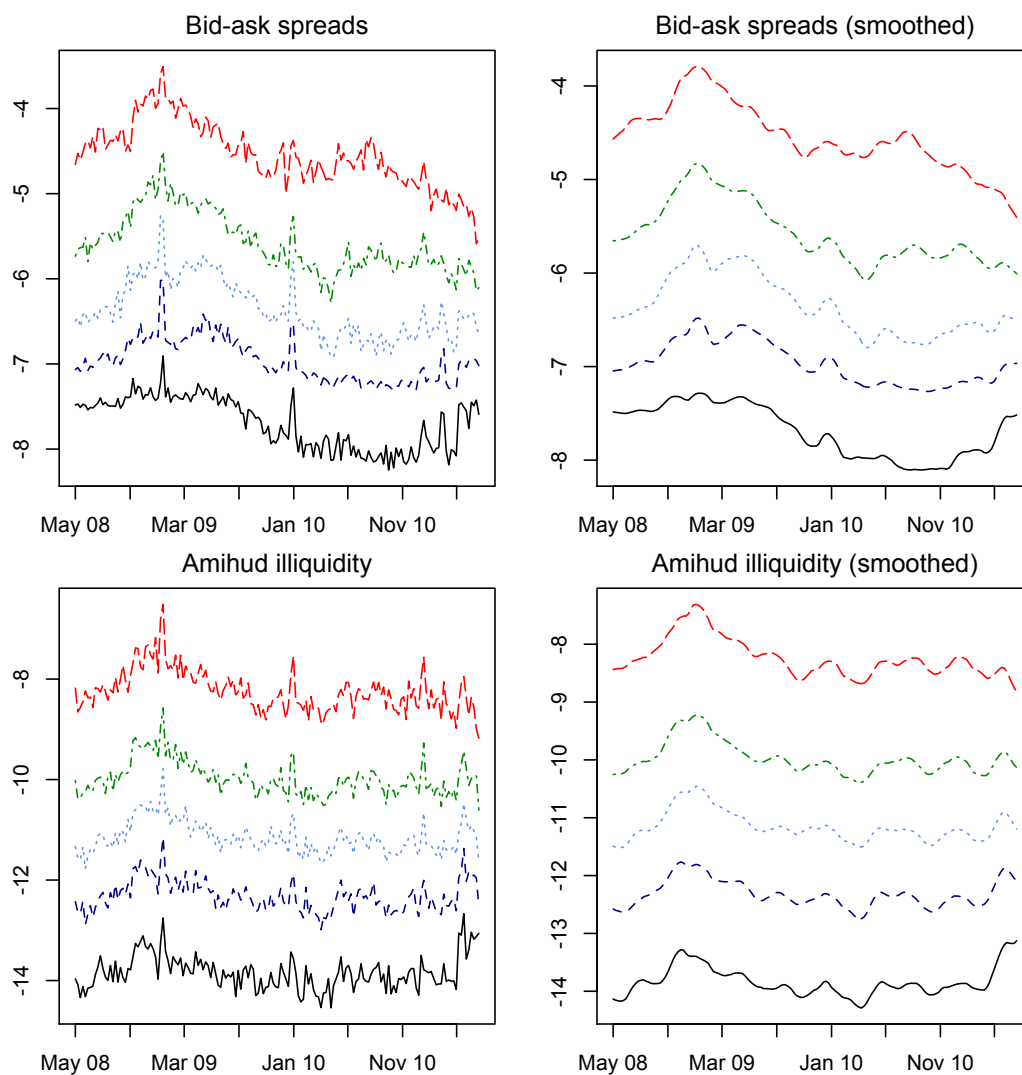 Bid-ask spreads
-4
-5
-6
-7
-8
May 08 Mar 09 Jan 10 Nov 10
Bid-ask spreads (smoothed)
-4
-5
-6
-7
-8
May 08 Mar 09 Jan 10 Nov 10
Amihud illiquidity
-8
-10
-12
-14
May 08 Mar 09 Jan 10 Nov 10
Amihud illiquidity (smoothed)
-8
-9
-10
-11
-12
-13
-14
May 08 Mar 09 Jan 10 Nov 10